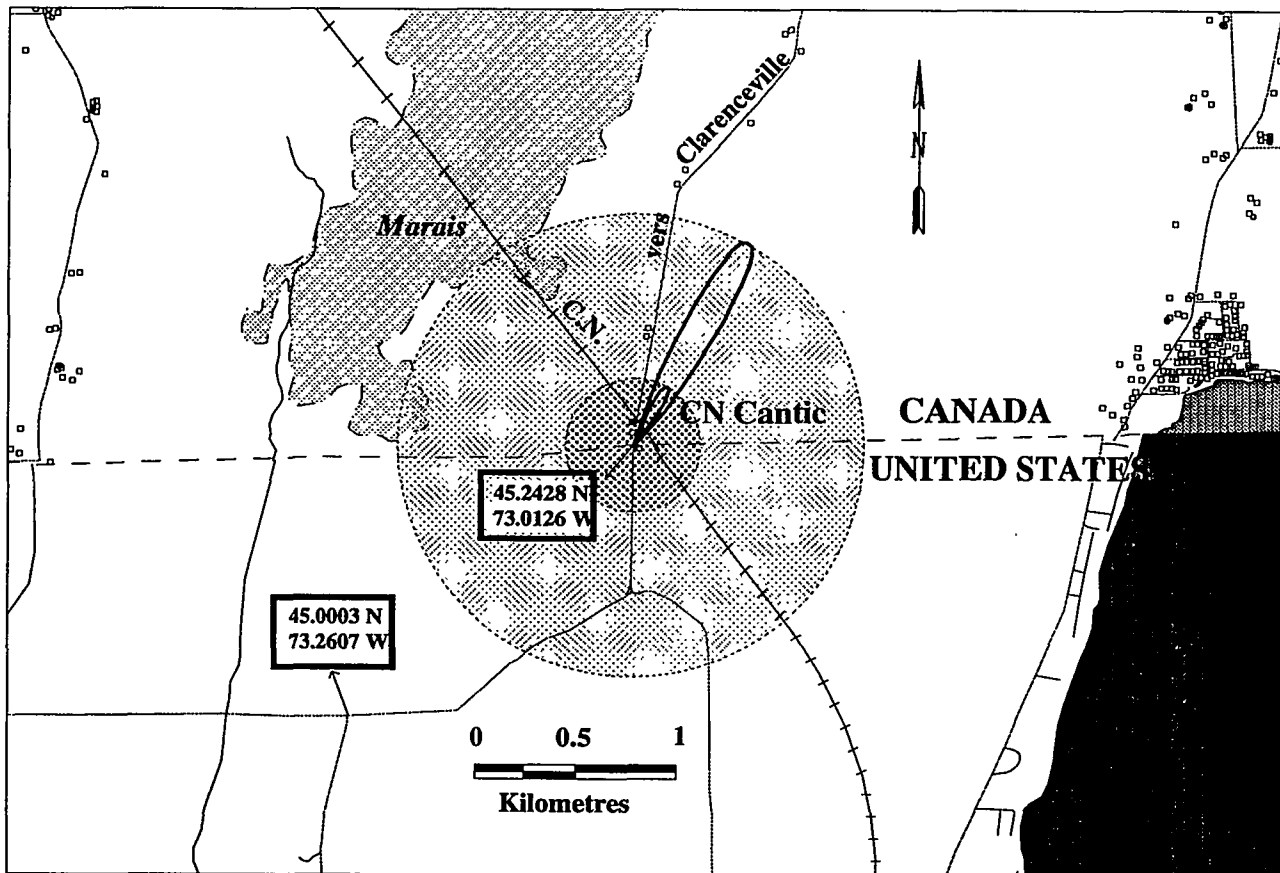 Clarenceville
N
Marais
vers
C.N.
CN Cantic
CANADA
UNITED STATES
45.2428 N
73.0126 W
45.0003 N
73.2607 W
0 0.5 1
Kilometres